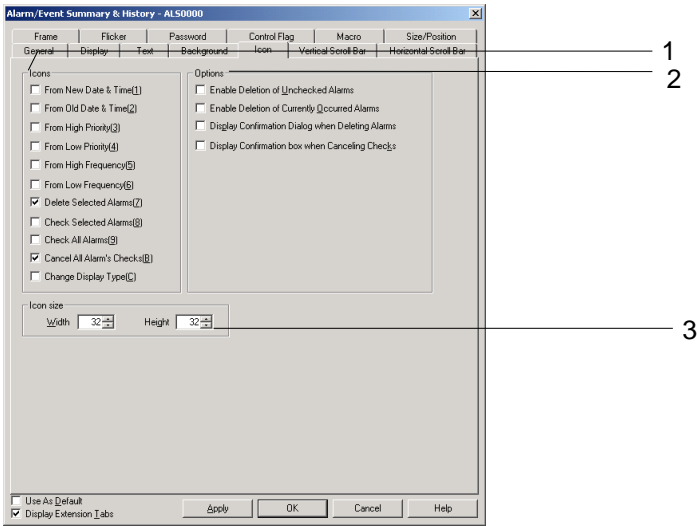 Alarm/Event Summary & History - ALS0000
Frame Flicker Password Control Flag Macro Size/Position
General Display Text Background Icon Vertical Scroll Bar Horizontal Scroll Bar
1
2
Icons
From New Date & Time(1)
From Old Date & Time(2)
From High Priority(3)
From Low Priority(4)
From High Frequency(5)
From Low Frequency(6)
Delete Selected Alarms(7)
Check Selected Alarms(8)
Check All Alarms(9)
Cancel All Alarm's Checks(B)
Change Display Type(C)
Options
Enable Deletion of Unchecked Alarms
Enable Deletion of Currently Occurred Alarms
Display Confirmation Dialog when Deleting Alarms
Display Confirmation box when Canceling Checks
Icon size
Width 32 Height 32
3
Use As Default
Display Extension Tabs
Apply OK Cancel Help